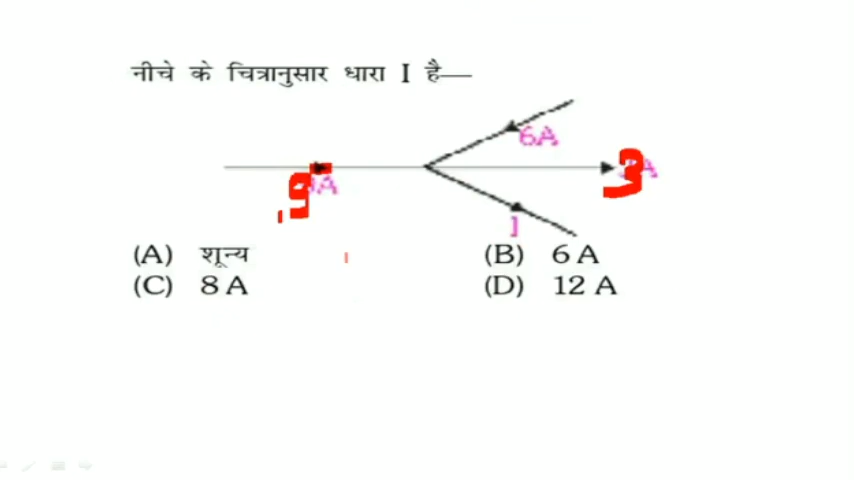 नीचे के चित्रानुसार धारा I है—
6A
9 A
3 A
I
(A) शून्य (B) 6 A
(C) 8 A (D) 12 A